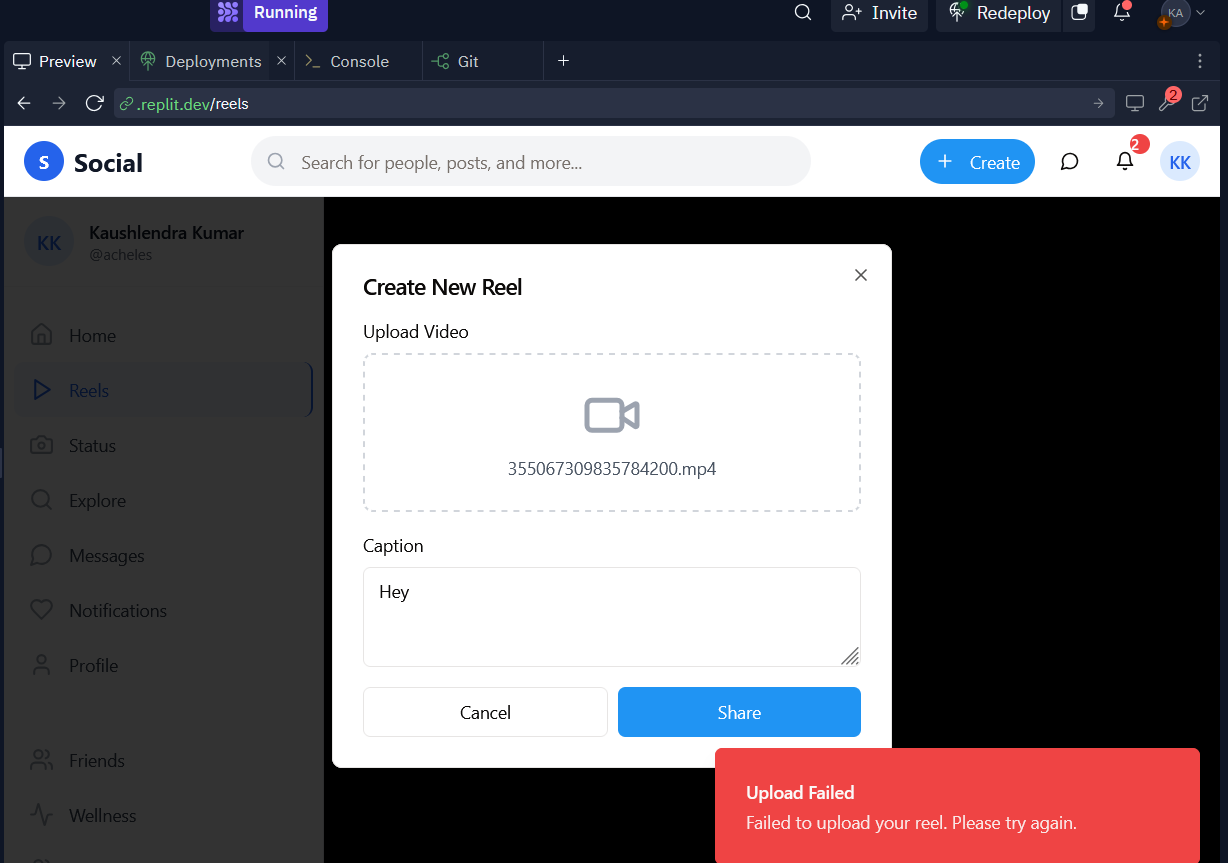 Running
Invite
Redeploy
KA
Preview
Deployments
Console
Git
.replit.dev/reels
2
S
Social
Search for people, posts, and more...
Create
2
KK
KK
Kaushlendra Kumar
@acheles
Home
Reels
Status
Explore
Messages
Notifications
Profile
Friends
Wellness
Create New Reel
Upload Video
355067309835784200.mp4
Caption
Hey
Cancel
Share
Upload Failed
Failed to upload your reel. Please try again.